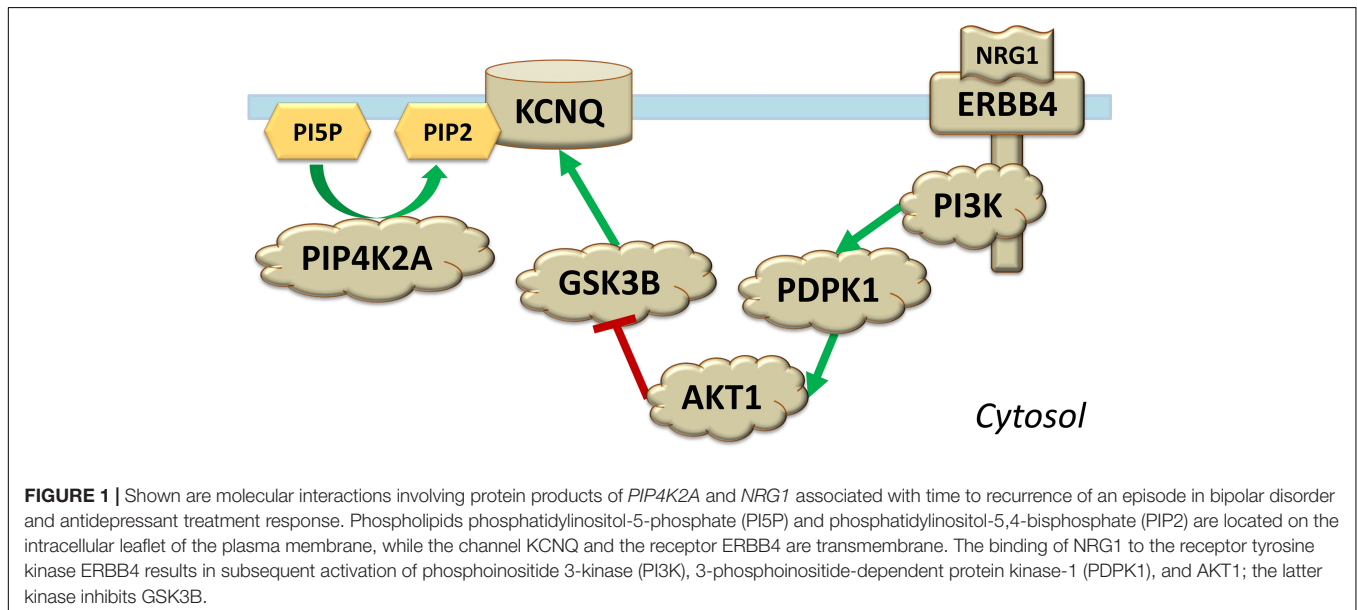 NRG1
ERBB4
KCNQ
PI5P
PIP2
PI3K
PIP4K2A
GSK3B
PDPK1
AKT1
Cytosol
FIGURE 1 | Shown are molecular interactions involving protein products of PIP4K2A and NRG1 associated with time to recurrence of an episode in bipolar disorder
and antidepressant treatment response. Phospholipids phosphatidylinositol-5-phosphate (PI5P) and phosphatidylinositol-5,4-bisphosphate (PIP2) are located on the
intracellular leaflet of the plasma membrane, while the channel KCNQ and the receptor ERBB4 are transmembrane. The binding of NRG1 to the receptor tyrosine
kinase ERBB4 results in subsequent activation of phosphoinositide 3-kinase (PI3K), 3-phosphoinositide-dependent protein kinase-1 (PDPK1), and AKT1; the latter
kinase inhibits GSK3B.